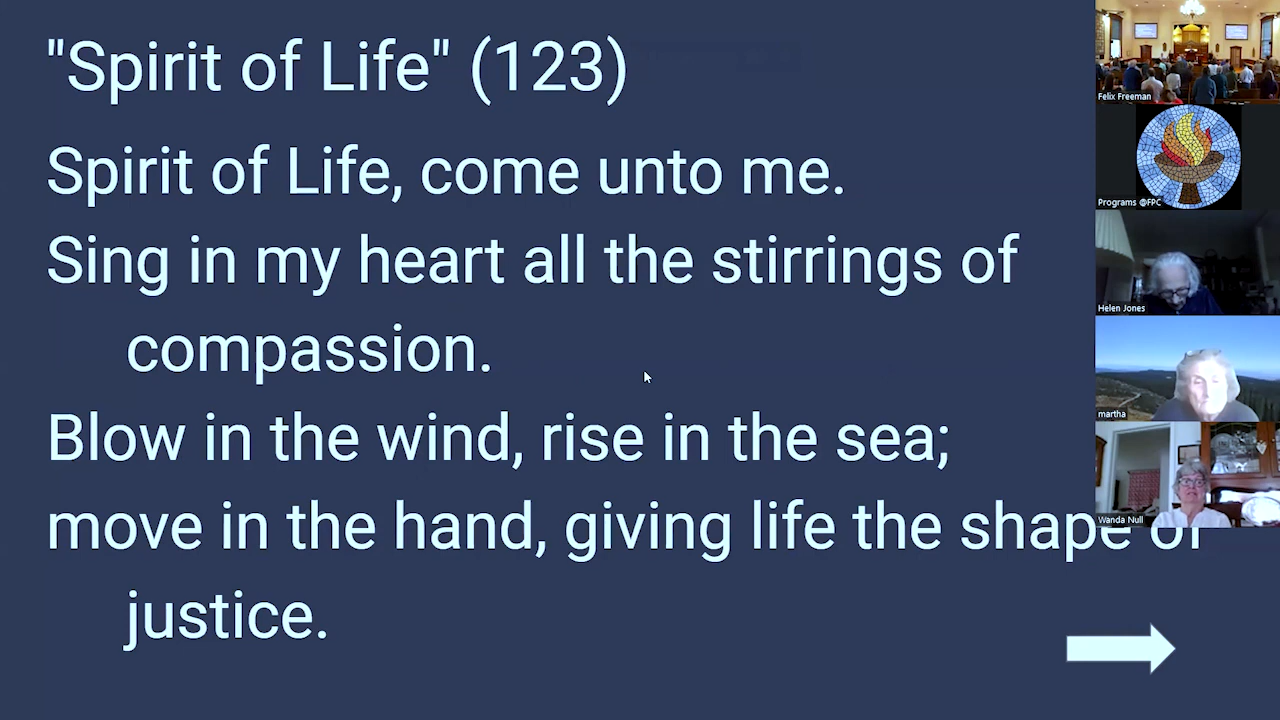 "Spirit of Life" (123)
Spirit of Life, come unto me.
Sing in my heart all the stirrings of
compassion.
Blow in the wind, rise in the sea;
move in the hand, giving life the shape of
justice.
Felix Freeman
Programs @FPC
Helen Jones
martha
Wanda Null